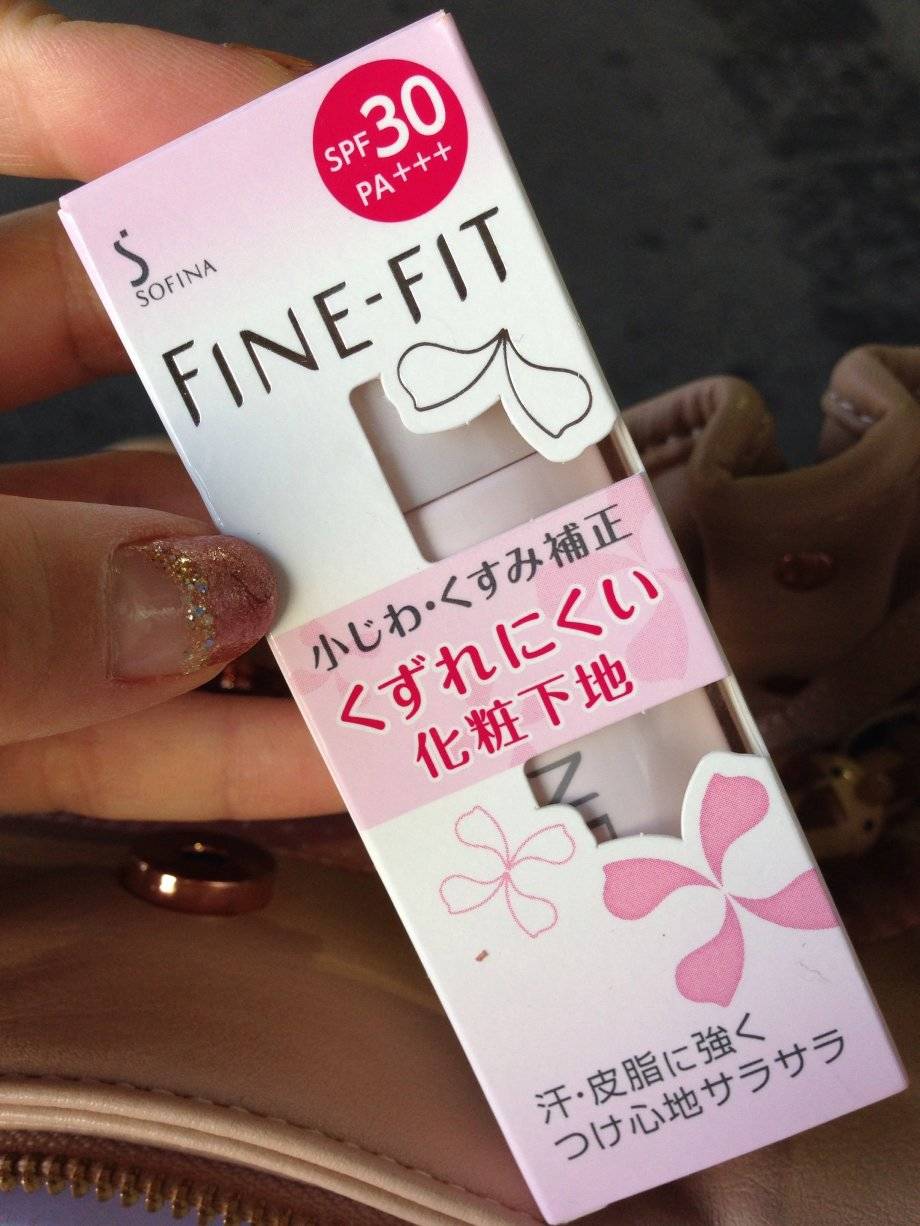 SPF30
PA+++
SOFINA
FINE-FIT
小じわ・くすみ補正
くずれにくい
化粧下地
汗・皮脂に強く
つけ心地サラサラ